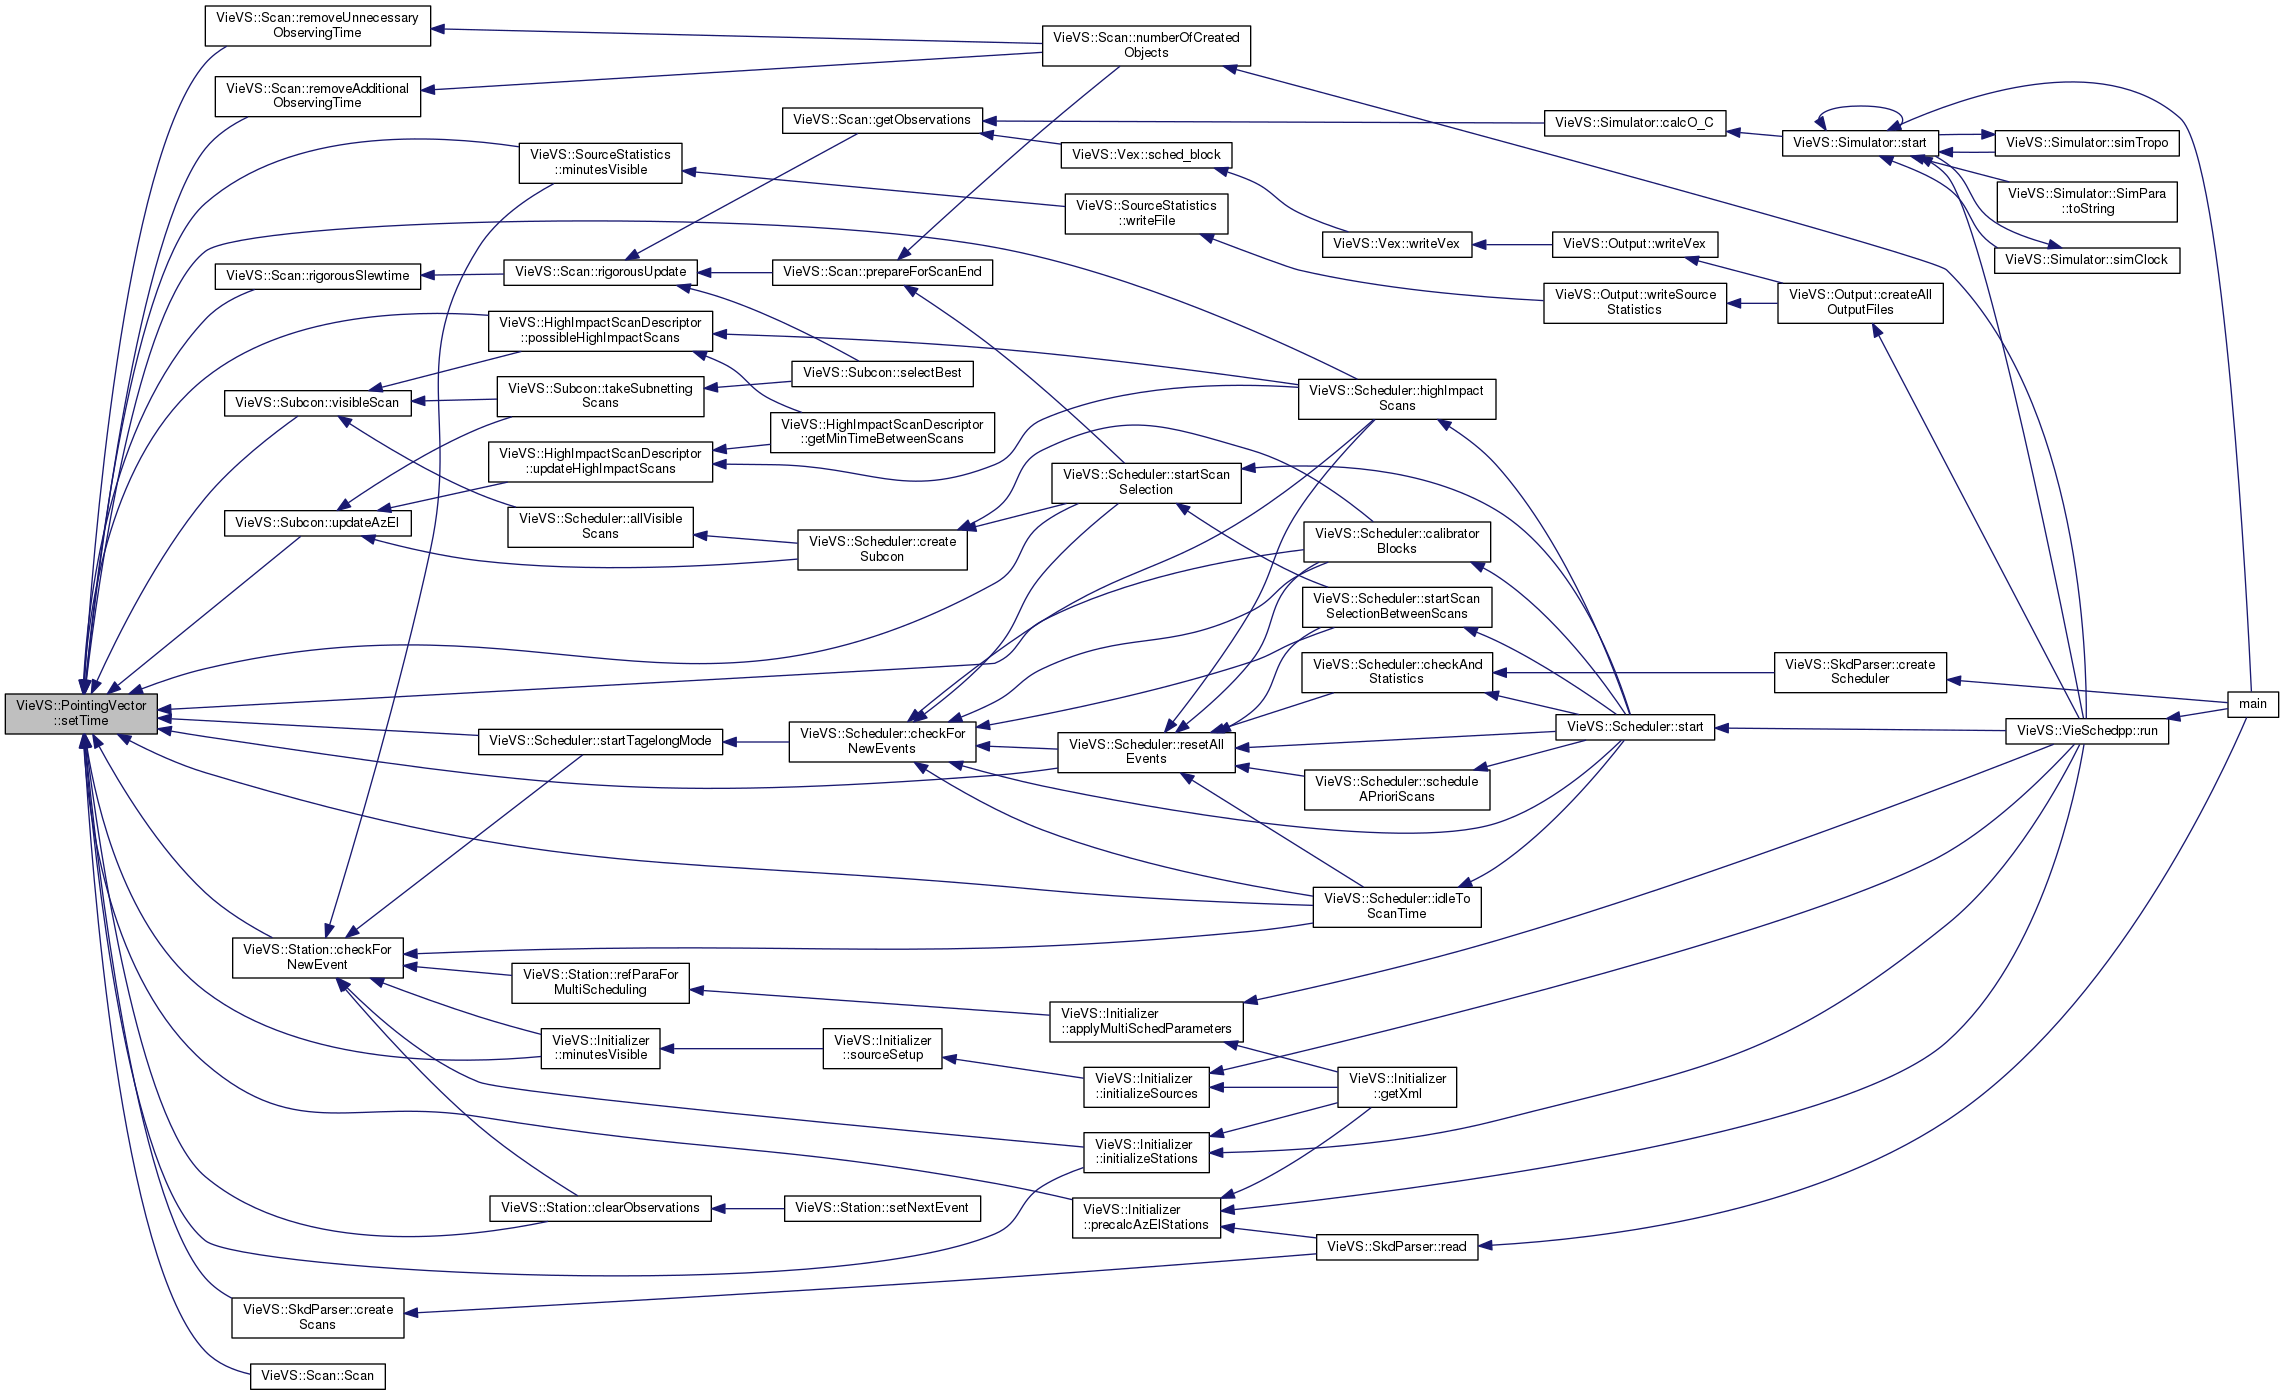 VieVS::Scan::removeUnnecessary
ObservingTime
VieVS::Scan::numberOfCreated
Objects
VieVS::Scan::removeAdditional
ObservingTime
VieVS::Scan::getObservations
VieVS::Simulator::calcO_C
VieVS::Simulator::start
VieVS::Simulator::simTropo
VieVS::SourceStatistics
::minutesVisible
VieVS::Vex::sched_block
VieVS::Simulator::SimPara
::toString
VieVS::SourceStatistics
::writeFile
VieVS::Vex::writeVex
VieVS::Output::writeVex
VieVS::Simulator::simClock
VieVS::Scan::rigorousSlewtime
VieVS::Scan::rigorousUpdate
VieVS::Scan::prepareForScanEnd
VieVS::Output::writeSource
Statistics
VieVS::Output::createAll
OutputFiles
VieVS::HighImpactScanDescriptor
::possibleHighImpactScans
VieVS::Subcon::selectBest
VieVS::Subcon::visibleScan
VieVS::Subcon::takeSubnetting
Scans
VieVS::Scheduler::highImpact
Scans
VieVS::HighImpactScanDescriptor
::getMinTimeBetweenScans
VieVS::HighImpactScanDescriptor
::updateHighImpactScans
VieVS::Scheduler::startScan
Selection
VieVS::Subcon::updateAzEl
VieVS::Scheduler::allVisible
Scans
VieVS::Scheduler::create
Subcon
VieVS::Scheduler::calibrator
Blocks
VieVS::Scheduler::startScan
SelectionBetweenScans
VieVS::Scheduler::checkAnd
Statistics
VieVS::SkdParser::create
Scheduler
main
VieVS::PointingVector
::setTime
VieVS::Scheduler::startTagelongMode
VieVS::Scheduler::checkFor
NewEvents
VieVS::Scheduler::resetAll
Events
VieVS::Scheduler::start
VieVS::VieSchedpp::run
VieVS::Scheduler::schedule
APrioriScans
VieVS::Scheduler::idleTo
ScanTime
VieVS::Station::checkFor
NewEvent
VieVS::Station::refParaFor
MultiScheduling
VieVS::Initializer
::applyMultiSchedParameters
VieVS::Initializer
::minutesVisible
VieVS::Initializer
::sourceSetup
VieVS::Initializer
::initializeSources
VieVS::Initializer
::getXml
VieVS::Initializer
::initializeStations
VieVS::Station::clearObservations
VieVS::Station::setNextEvent
VieVS::Initializer
::precalcAzElStations
VieVS::SkdParser::read
VieVS::SkdParser::create
Scans
VieVS::Scan::Scan